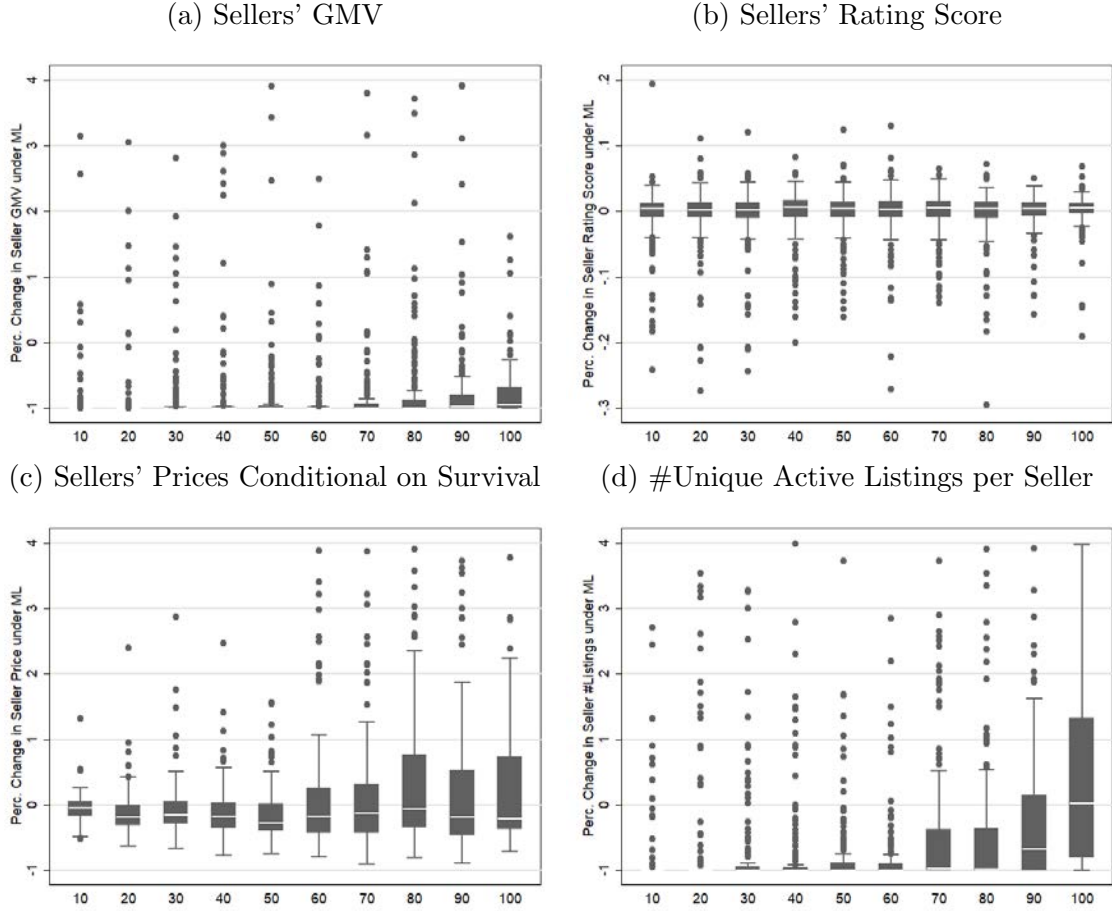 (a) Sellers' GMV
(b) Sellers' Rating Score
Perc. Change in Seller GMV under ML
4
3
2
1
0
-1
10 20 30 40 50 60 70 80 90 100
Perc. Change in Seller Rating Score under ML
.2
.1
0
-.1
-.2
-.3
10 20 30 40 50 60 70 80 90 100
(c) Sellers' Prices Conditional on Survival
(d) #Unique Active Listings per Seller
Perc. Change in Seller Price under ML
4
3
2
1
0
-1
10 20 30 40 50 60 70 80 90 100
Perc. Change in Seller #Listings under ML
4
3
2
1
0
-1
10 20 30 40 50 60 70 80 90 100